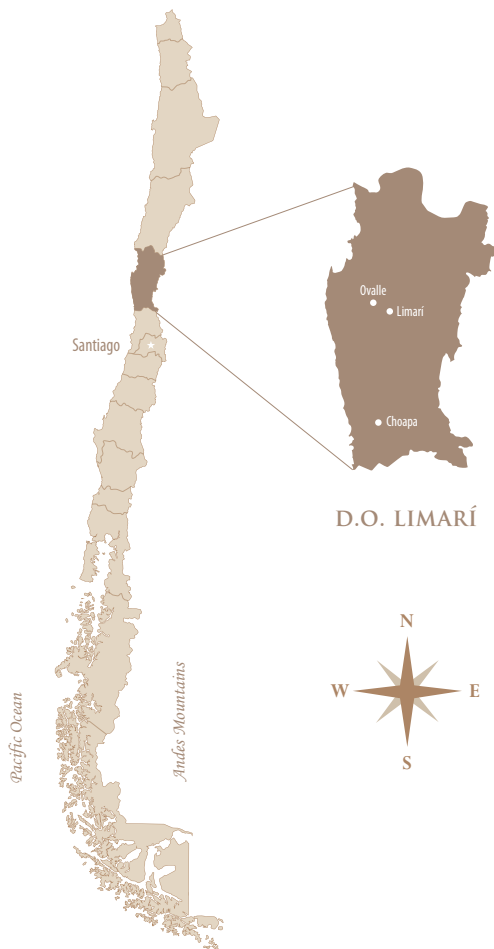 Ovalle
Limarí
Santiago
Choapa
D.O. LIMARÍ
N
W
E
S
Pacific Ocean
Andes Mountains